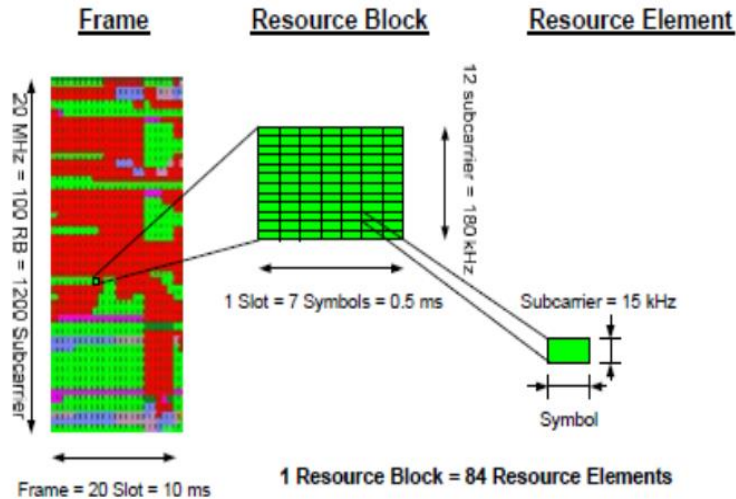 Frame
Resource Block
Resource Element
20 MHz = 100 RB = 1200 Subcarrier
12 subcarrier = 180 kHz
1 Slot = 7 Symbols = 0.5 ms
Subcarrier = 15 kHz
Symbol
Frame = 20 Slot = 10 ms
1 Resource Block = 84 Resource Elements